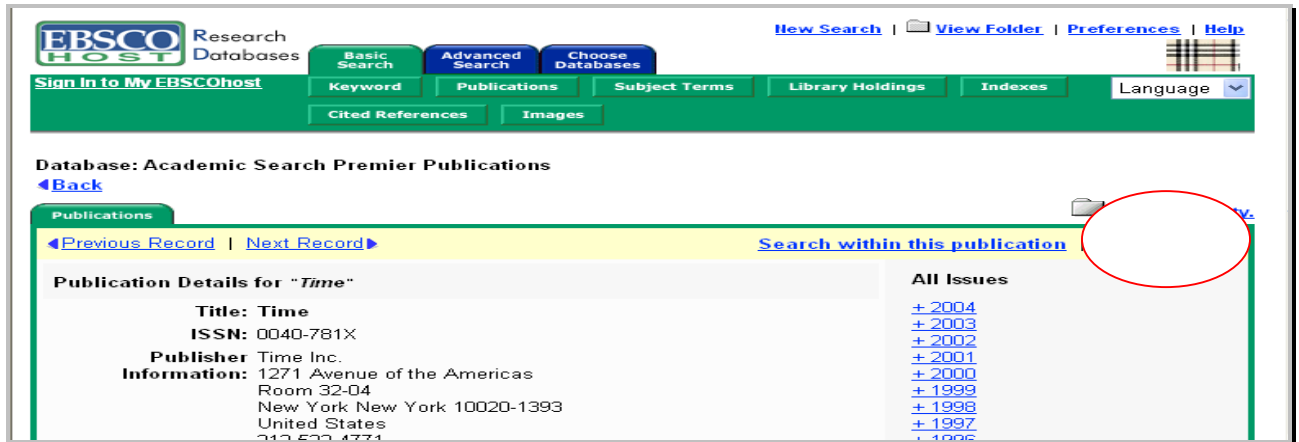 EBSCO Research
HOST Databases
New Search | View Folder | Preferences | Help
Basic Search
Advanced Search
Choose Databases
Sign In to My EBSCOhost
Keyword Publications Subject Terms Library Holdings Indexes Language
Cited References Images
Database: Academic Search Premier Publications
Back
Publications
Previous Record | Next Record
Search within this publication
Publication Details for "Time"
All Issues
Title: Time
ISSN: 0040-781X
Publisher Information: Time Inc.
1271 Avenue of the Americas
Room 32-04
New York New York 10020-1393
United States
+ 2004
+ 2003
+ 2002
+ 2001
+ 2000
+ 1999
+ 1998
+ 1997